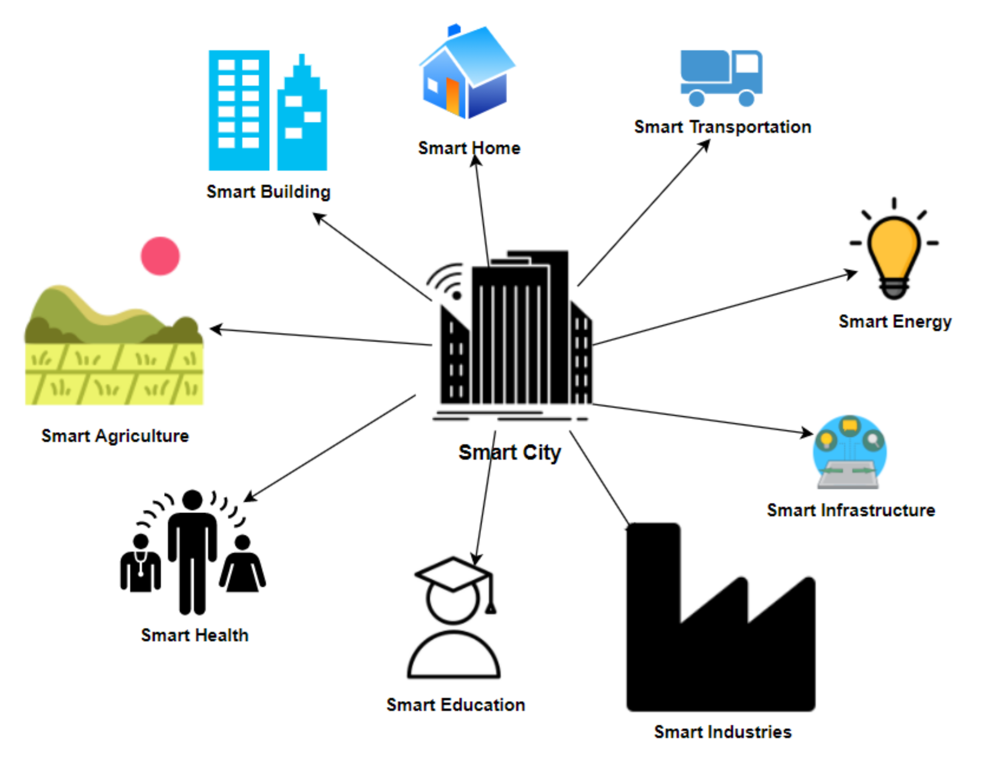 Smart Home
Smart Transportation
Smart Building
Smart Energy
Smart Agriculture
Smart City
Smart Infrastructure
Smart Health
Smart Education
Smart Industries